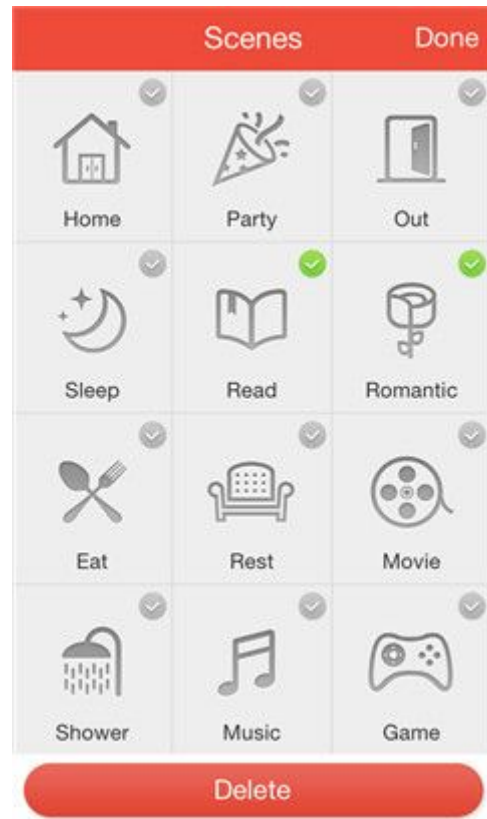 Scenes Done
Home Party Out
Sleep Read Romantic
Eat Rest Movie
Shower Music Game
Delete